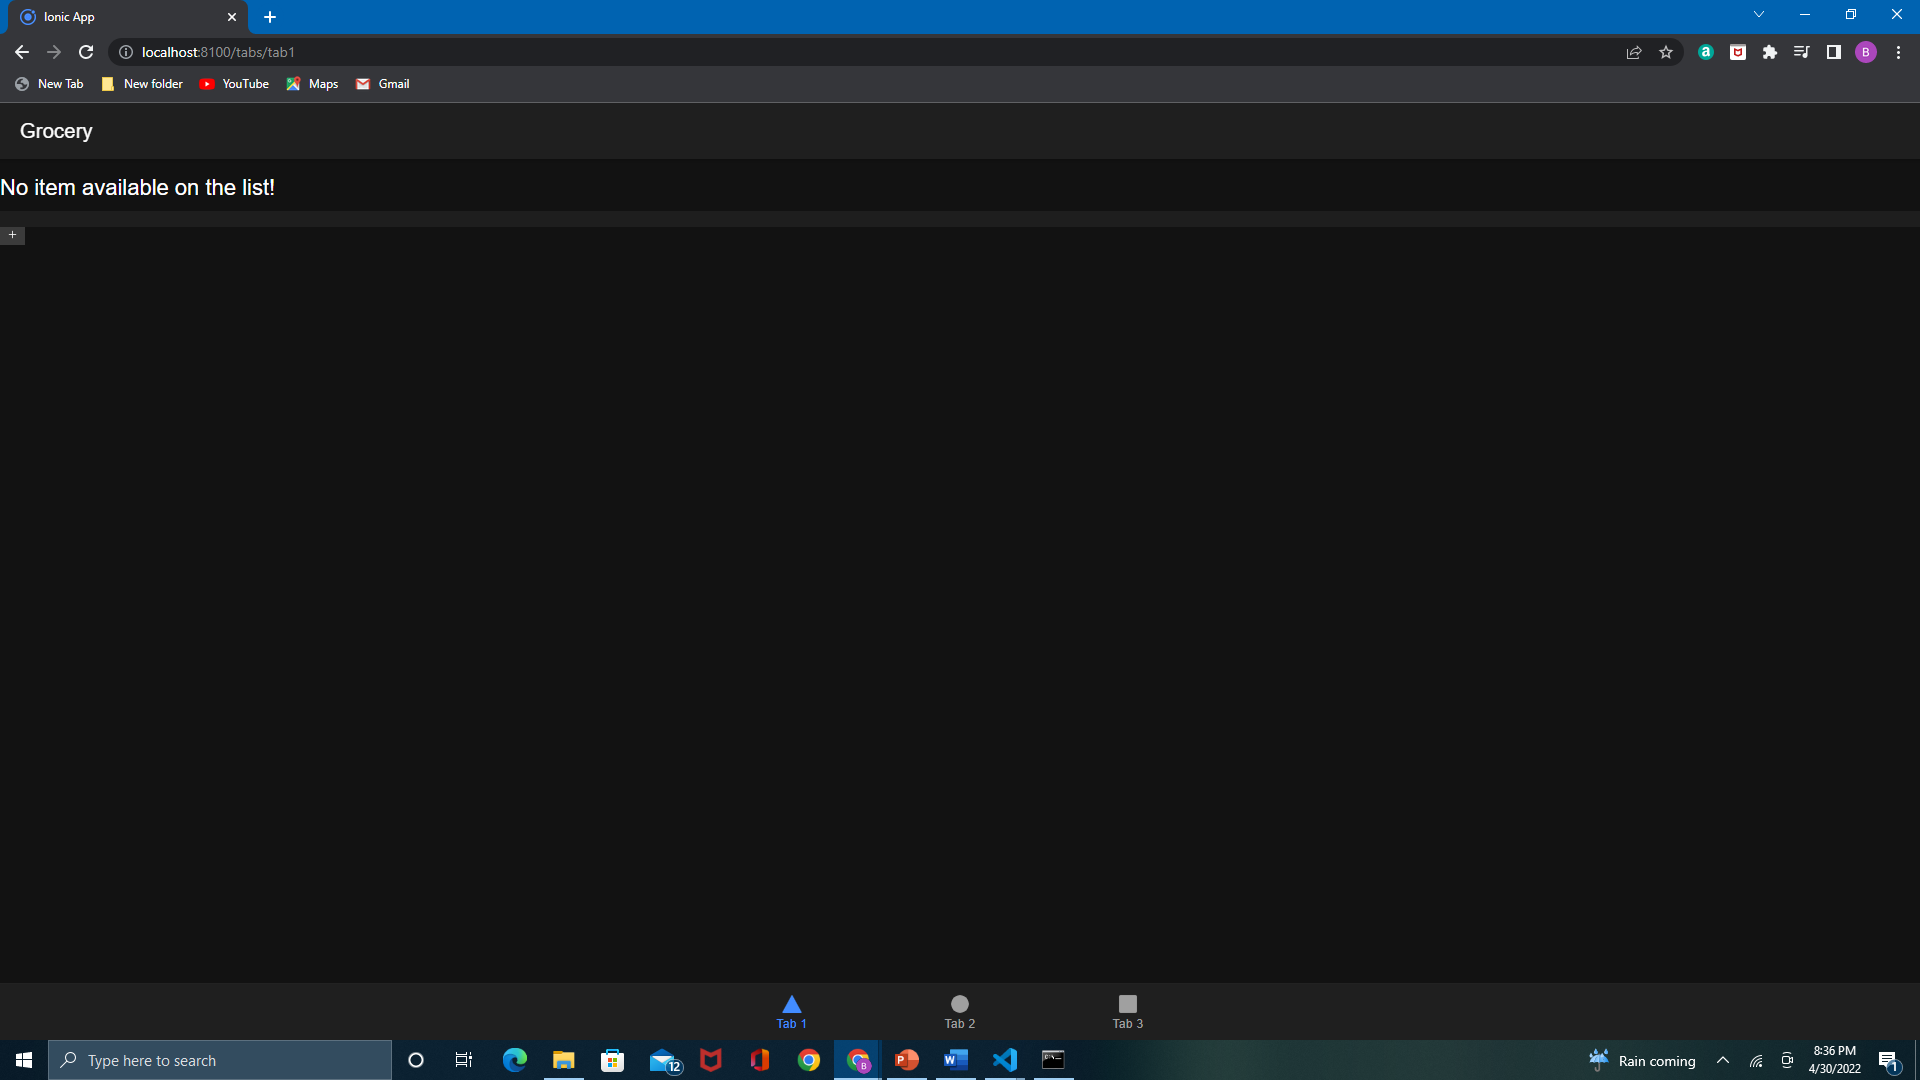 Ionic App
localhost:8100/tabs/tab1
New Tab New folder YouTube Maps Gmail
Grocery
No item available on the list!
+
Tab 1 Tab 2 Tab 3
Type here to search
12
Rain coming
8:36 PM
4/30/2022
1